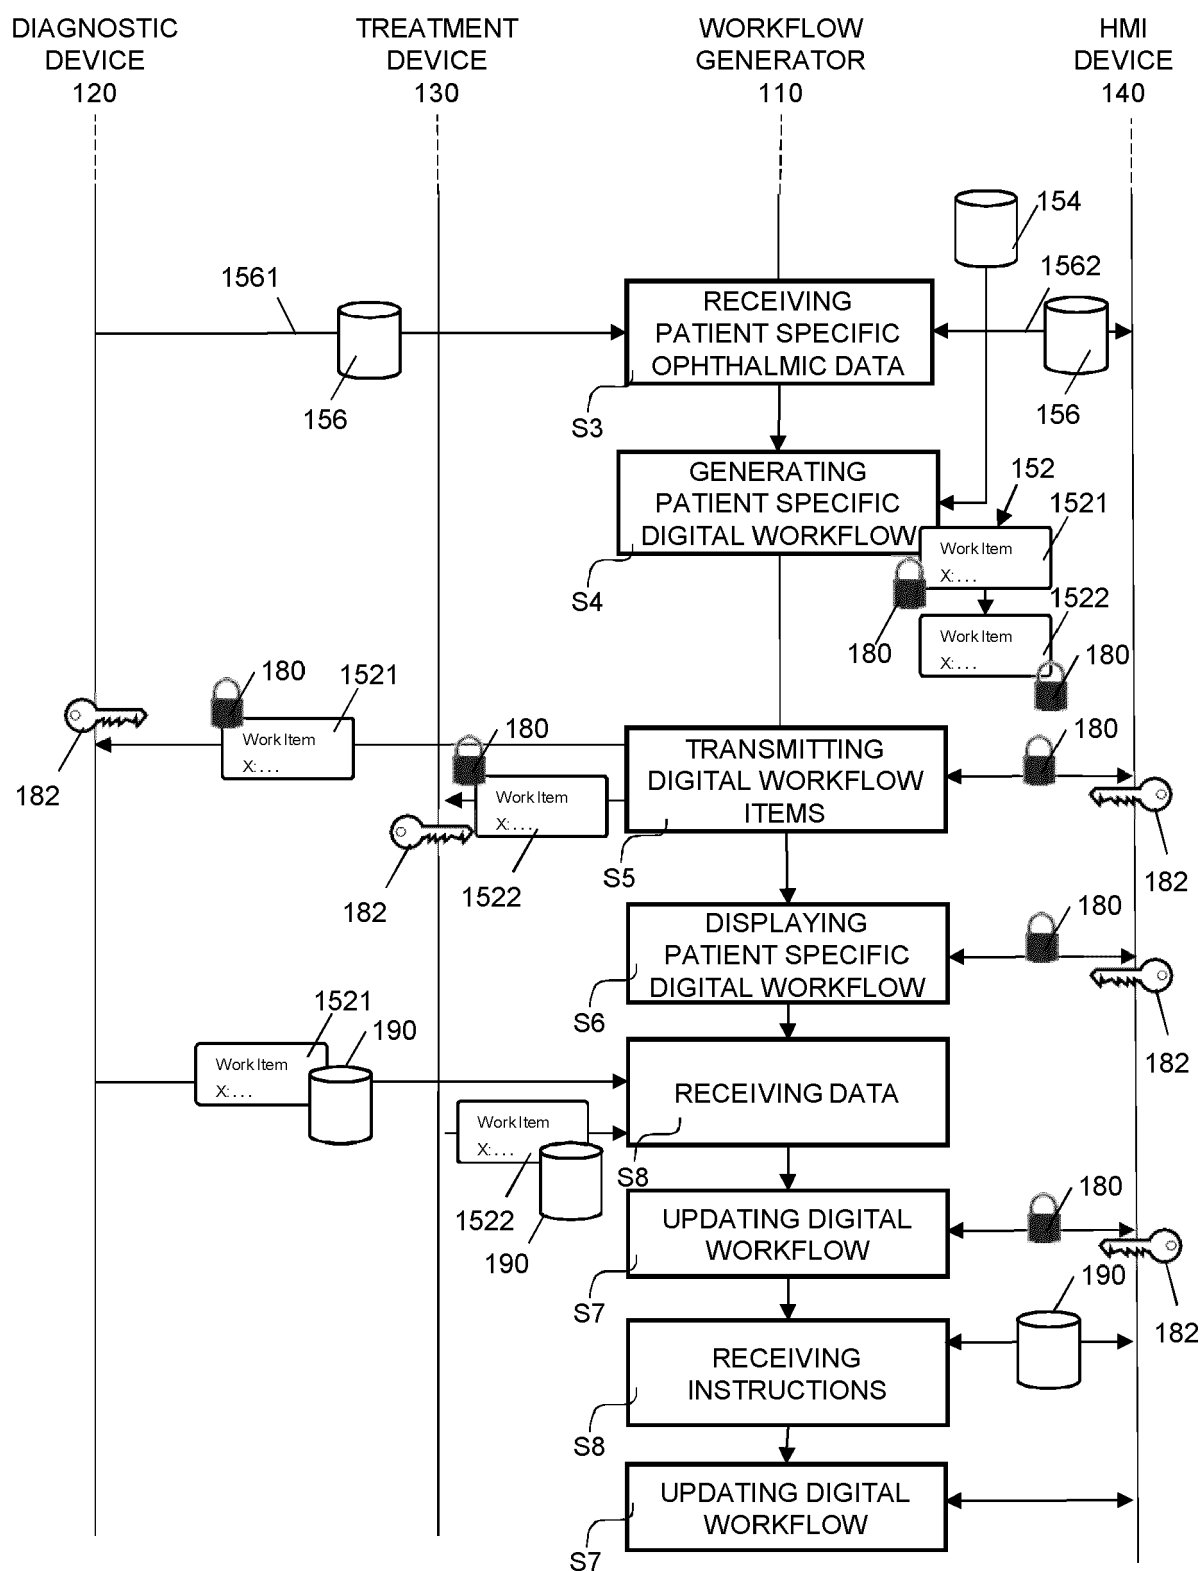 DIAGNOSTIC
DEVICE
120
TREATMENT
DEVICE
130
WORKFLOW
GENERATOR
110
HMI
DEVICE
140
154
1561
1562
RECEIVING
PATIENT SPECIFIC
OPHTHALMIC DATA
156
156
S3
GENERATING
PATIENT SPECIFIC
DIGITAL WORKFLOW
152
1521
Work Item
X: . . .
S4
180
1522
Work Item
X: . . .
180
180
1521
Work Item
X: . . .
182
180
Work Item
X: . . .
182
1522
TRANSMITTING
DIGITAL WORKFLOW
ITEMS
S5
180
182
DISPLAYING
PATIENT SPECIFIC
DIGITAL WORKFLOW
S6
180
182
1521
190
Work Item
X: . . .
Work Item
X: . . .
1522
190
RECEIVING DATA
S8
UPDATING DIGITAL
WORKFLOW
S7
180
182
190
RECEIVING
INSTRUCTIONS
S8
UPDATING DIGITAL
WORKFLOW
S7